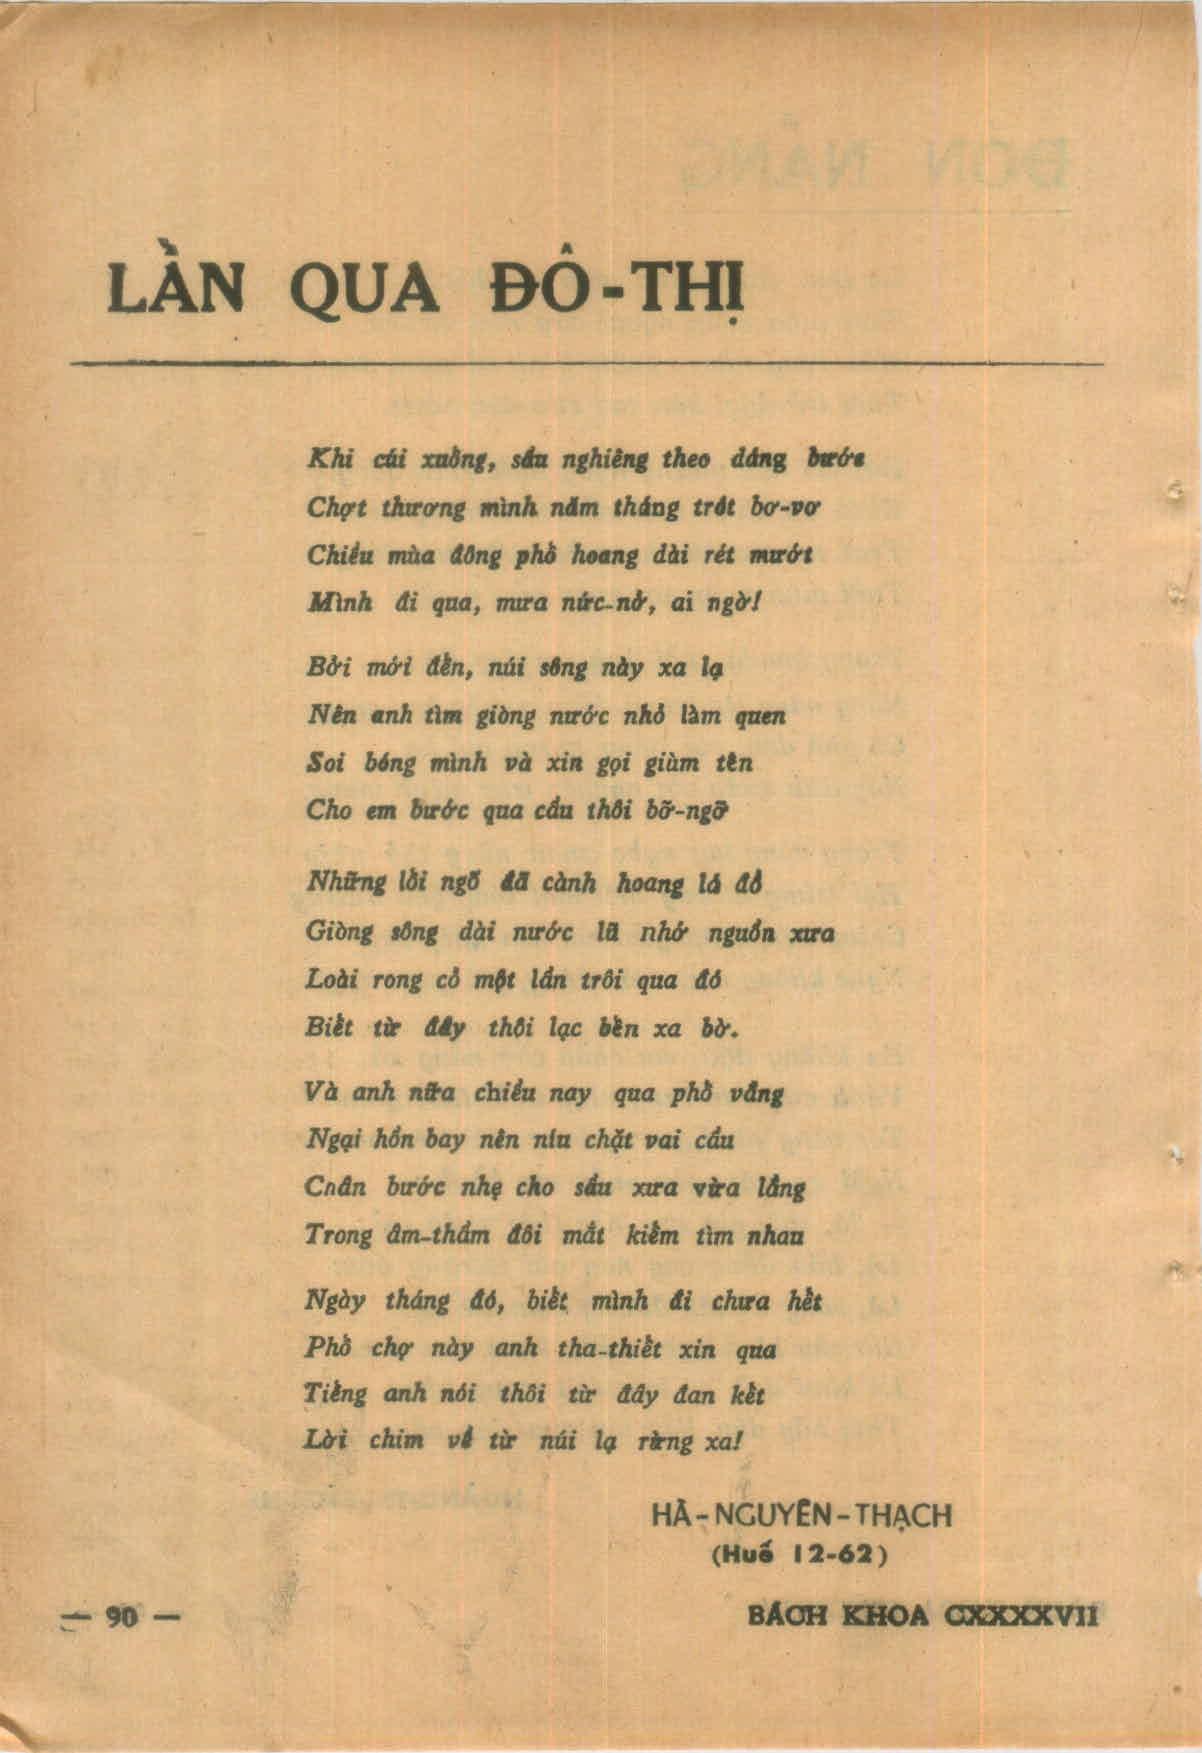 LẦN QUA ĐÔ-THỊ
Khi cúi xuống, sầu nghiêng theo dáng bước
Chợt thương mình năm tháng trót bơ-vơ
Chiều mùa đông phố hoang dài rét mướt
Mình đi qua, mưa nức-nở, ai ngờ!
Bởi mới đến, núi sông này xa lạ
Nên anh tìm giòng nước nhỏ làm quen
Soi bóng mình và xin gọi giùm tên
Cho em bước qua cầu thôi bỡ-ngỡ
Những lối ngõ đã cành hoang lá đổ
Giòng sông dài nước lũ nhớ nguồn xưa
Loài rong cỏ một lần trôi qua đó
Biết từ đây thôi lạc bến xa bờ.
Và anh nữa chiều nay qua phố vắng
Ngại hồn bay nên níu chặt vai cầu
Chân bước nhẹ cho sầu xưa vừa lắng
Trong âm-thầm đôi mắt kiếm tìm nhau
Ngày tháng đó, biết mình đi chưa hết
Phố chợ này anh tha-thiết xin qua
Tiếng anh nói thôi từ đây đan kết
Lời chim về từ núi lạ rừng xa!
HÀ-NGUYÊN-THẠCH
(Huế 12-62)
— 90 —
BÁCH KHOA CXXXXVII